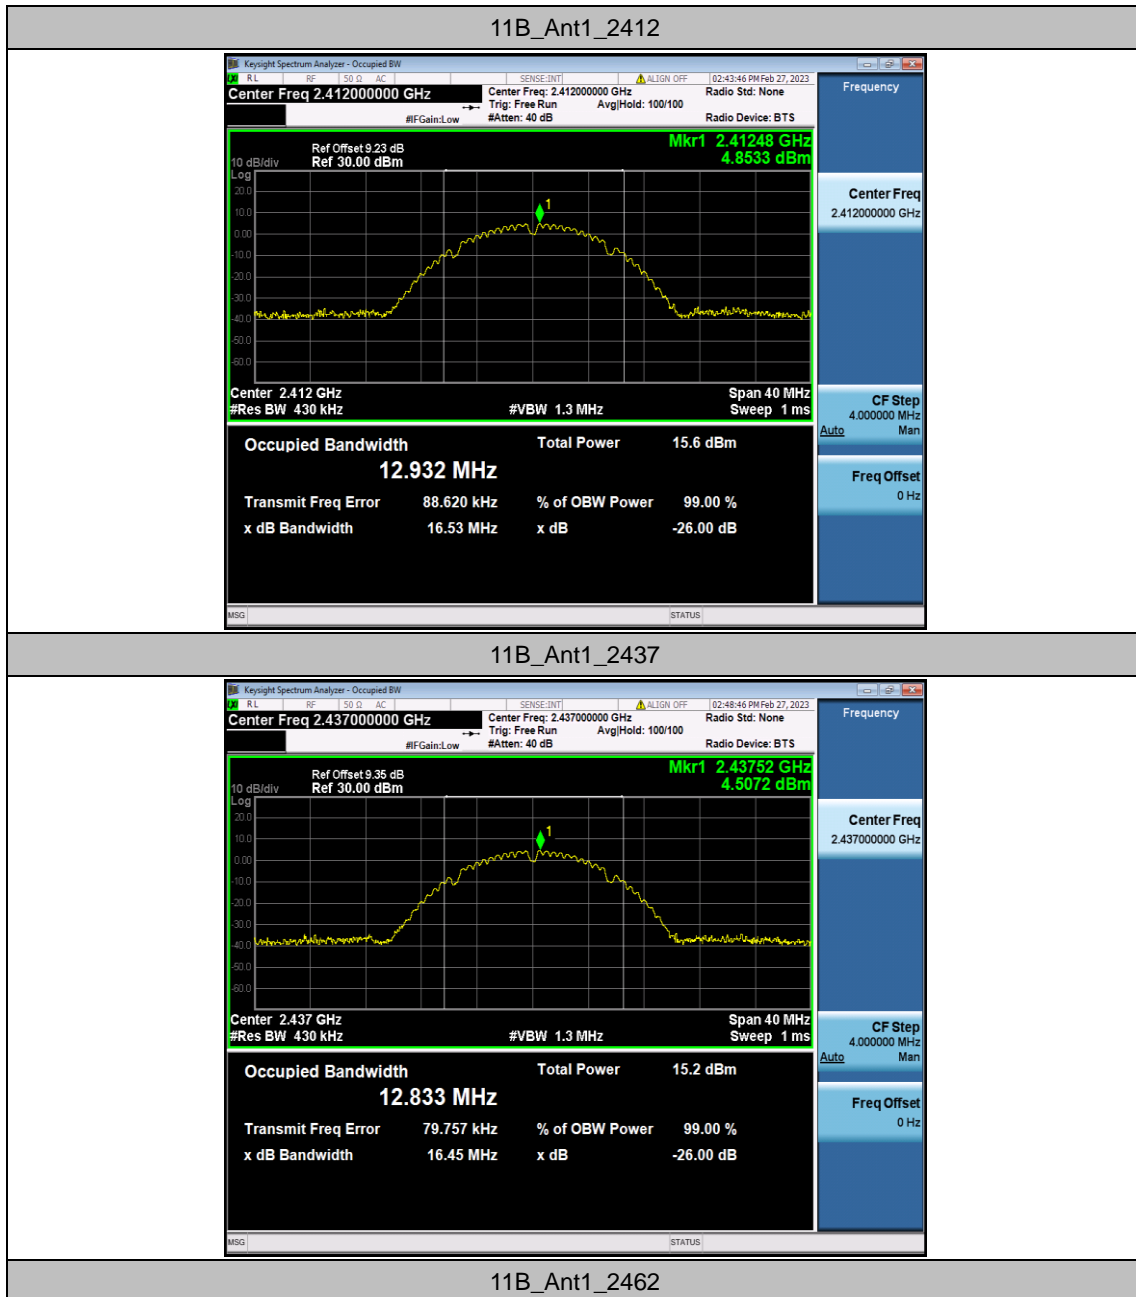 11B_Ant1_2412
Keysight Spectrum Analyzer - Occupied BW
LXI RL RF 50 Ω AC SENSE:INT ALIGN OFF 02:43:46 PM Feb 27, 2023
Center Freq 2.412000000 GHz
Center Freq: 2.412000000 GHz
Radio Std: None
Trig: Free Run Avg|Hold: 100/100
#IFGain:Low #Atten: 40 dB Radio Device: BTS
Mkr1 2.41248 GHz
4.8533 dBm
Ref Offset 9.23 dB
10 dB/div Ref 30.00 dBm
Log
20.0
10.0
0.00
-10.0
-20.0
-30.0
-40.0
-50.0
-60.0
1
Center 2.412 GHz Span 40 MHz
#Res BW 430 kHz #VBW 1.3 MHz Sweep 1 ms
Occupied Bandwidth Total Power 15.6 dBm
12.932 MHz
Transmit Freq Error 88.620 kHz % of OBW Power 99.00 %
x dB Bandwidth 16.53 MHz x dB -26.00 dB
MSG STATUS
Frequency
Center Freq
2.412000000 GHz
CF Step
4.000000 MHz
Auto Man
Freq Offset
0 Hz
11B_Ant1_2437
Keysight Spectrum Analyzer - Occupied BW
LXI RL RF 50 Ω AC SENSE:INT ALIGN OFF 02:48:46 PM Feb 27, 2023
Center Freq 2.437000000 GHz
Center Freq: 2.437000000 GHz
Radio Std: None
Trig: Free Run Avg|Hold: 100/100
#IFGain:Low #Atten: 40 dB Radio Device: BTS
Mkr1 2.43752 GHz
4.5072 dBm
Ref Offset 9.35 dB
10 dB/div Ref 30.00 dBm
Log
20.0
10.0
0.00
-10.0
-20.0
-30.0
-40.0
-50.0
-60.0
1
Center 2.437 GHz Span 40 MHz
#Res BW 430 kHz #VBW 1.3 MHz Sweep 1 ms
Occupied Bandwidth Total Power 15.2 dBm
12.833 MHz
Transmit Freq Error 79.757 kHz % of OBW Power 99.00 %
x dB Bandwidth 16.45 MHz x dB -26.00 dB
MSG STATUS
Frequency
Center Freq
2.437000000 GHz
CF Step
4.000000 MHz
Auto Man
Freq Offset
0 Hz
11B_Ant1_2462